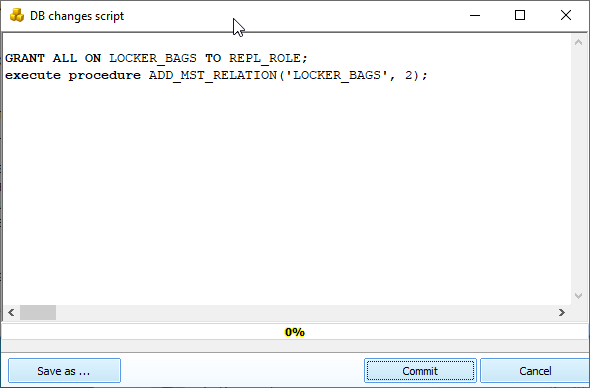 DB changes script
GRANT ALL ON LOCKER_BAGS TO REPL_ROLE;
execute procedure ADD_MST_RELATION('LOCKER_BAGS', 2);
0%
Save as ...
Commit
Cancel